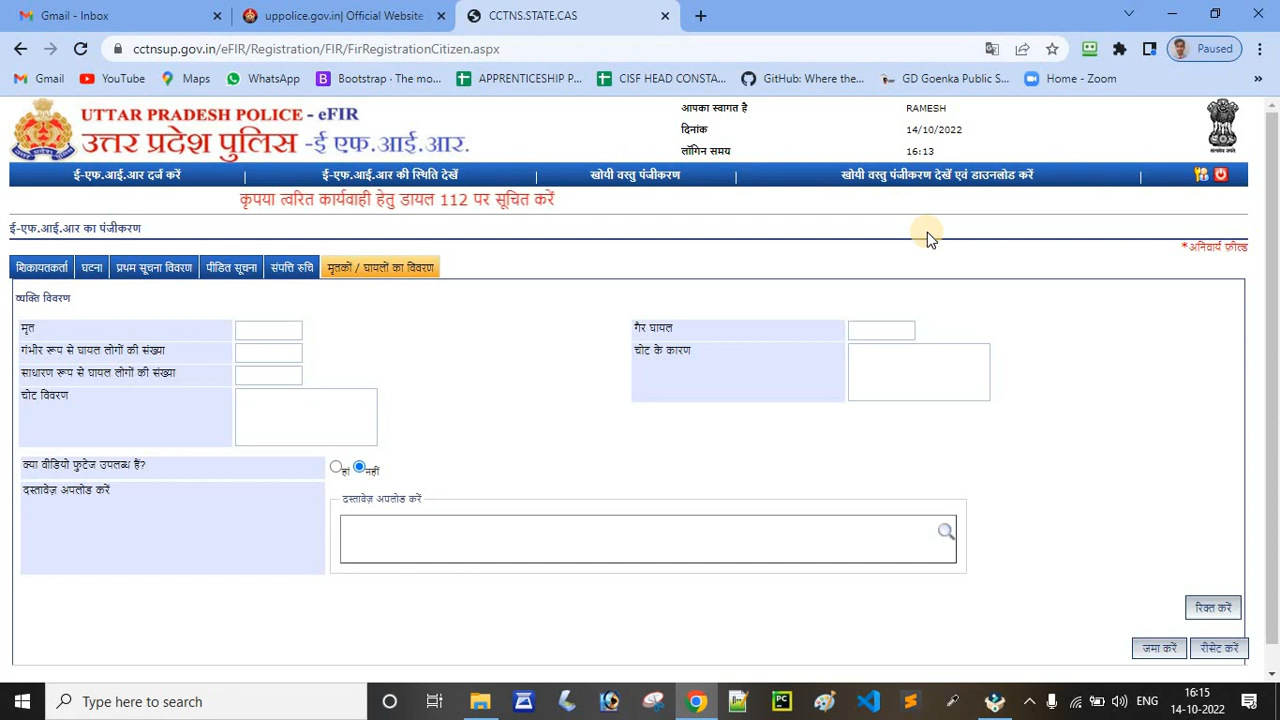 Gmail - Inbox
uppolice.gov.in| Official Website
CCTNS.STATE.CAS
cctnsup.gov.in/eFIR/Registration/FIR/FirRegistrationCitizen.aspx
Paused
Gmail
YouTube
Maps
WhatsApp
Bootstrap · The mo...
APPRENTICESHIP P...
CISF HEAD CONSTA...
GitHub: Where the...
GD Goenka Public S...
Home - Zoom
UTTAR PRADESH POLICE - eFIR
उत्तर प्रदेश पुलिस -ई एफ. आई. आर.
आपका स्वागत है
RAMESH
दिनांक
14/10/2022
लॉगिन समय
16:13
ई-एफ.आई.आर दर्ज करें
ई-एफ.आई.आर की स्थिति देखें
खोयी वस्तु पंजीकरण
खोयी वस्तु पंजीकरण देखें एवं डाउनलोड करें
कृपया त्वरित कार्यवाही हेतु डायल 112 पर सूचित करें
ई-एफ.आई.आर का पंजीकरण
*अनिवार्य फ़ील्ड
शिकायतकर्ता
घटना
प्रथम सूचना विवरण
पीडित सूचना
संपत्ति रुचि
मृतकों / घायलों का विवरण
व्यक्ति विवरण
मृत
गैर घायल
गंभीर रूप से घायल लोगों की संख्या
चोट के कारण
साधारण रूप से घायल लोगों की संख्या
चोट विवरण
क्या वीडियो फुटेज उपलब्ध हैं?
हां
नहीं
दस्तावेज़ अपलोड करें
दस्तावेज़ अपलोड करें
रिक्त करें
जमा करें
रीसेट करें
Type here to search
ENG
16:15
14-10-2022